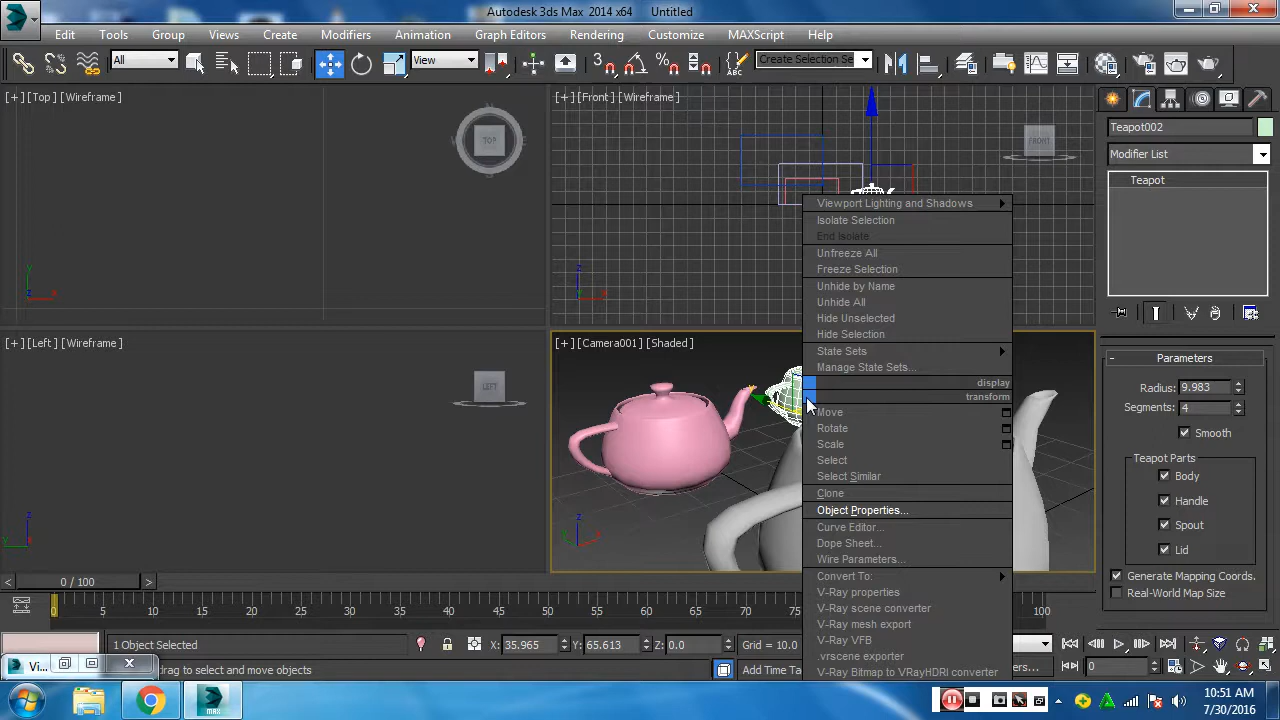 Autodesk 3ds Max 2014 x64 Untitled
Edit Tools Group Views Create Modifiers Animation Graph Editors Rendering Customize MAXScript Help
All View Create Selection Se
[+] [Top] [Wireframe]
TOP
[+] [Front] [Wireframe]
FRONT
Teapot002
Modifier List
Teapot
Viewport Lighting and Shadows
Isolate Selection
End Isolate
Unfreeze All
Freeze Selection
Unhide by Name
Unhide All
Hide Unselected
Hide Selection
State Sets
Manage State Sets...
display
transform
Move
Rotate
Scale
Select
Select Similar
Clone
Object Properties...
Curve Editor...
Dope Sheet...
Wire Parameters...
Convert To:
V-Ray properties
V-Ray scene converter
V-Ray mesh export
V-Ray VFB
.vrscene exporter
V-Ray Bitmap to VRayHDRI converter
[+] [Left] [Wireframe]
LEFT
[+] [Camera001] [Shaded]
Parameters
Radius: 9.983
Segments: 4
Smooth
Teapot Parts
Body
Handle
Spout
Lid
Generate Mapping Coords.
Real-World Map Size
< 0 / 100 >
0 5 10 15 20 25 30 35 40 45 50 55 60 65 70 75 100
1 Object Selected X: 35.965 Y: 65.613 Z: 0.0 Grid = 10.0
Vi... drag to select and move objects Add Time Ta ers... 0
MAX
10:51 AM
7/30/2016